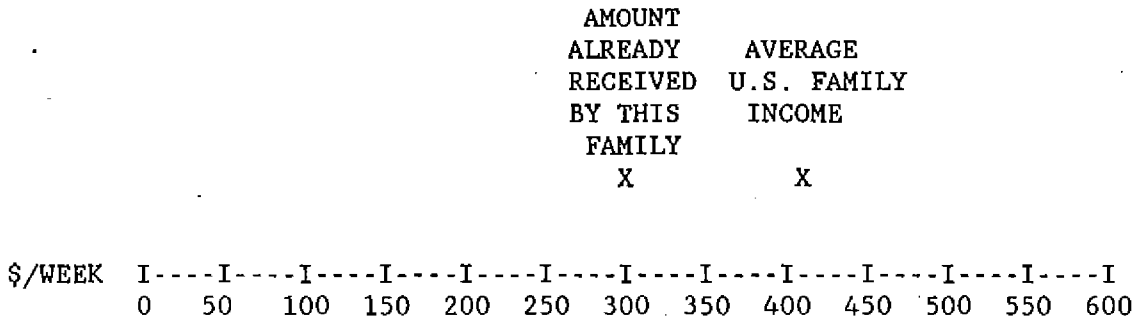 AMOUNT
ALREADY AVERAGE
RECEIVED U.S. FAMILY
BY THIS INCOME
FAMILY
X X
$/WEEK I----I----I----I----I----I----I----I----I----I----I----I----I
0 50 100 150 200 250 300 350 400 450 500 550 600